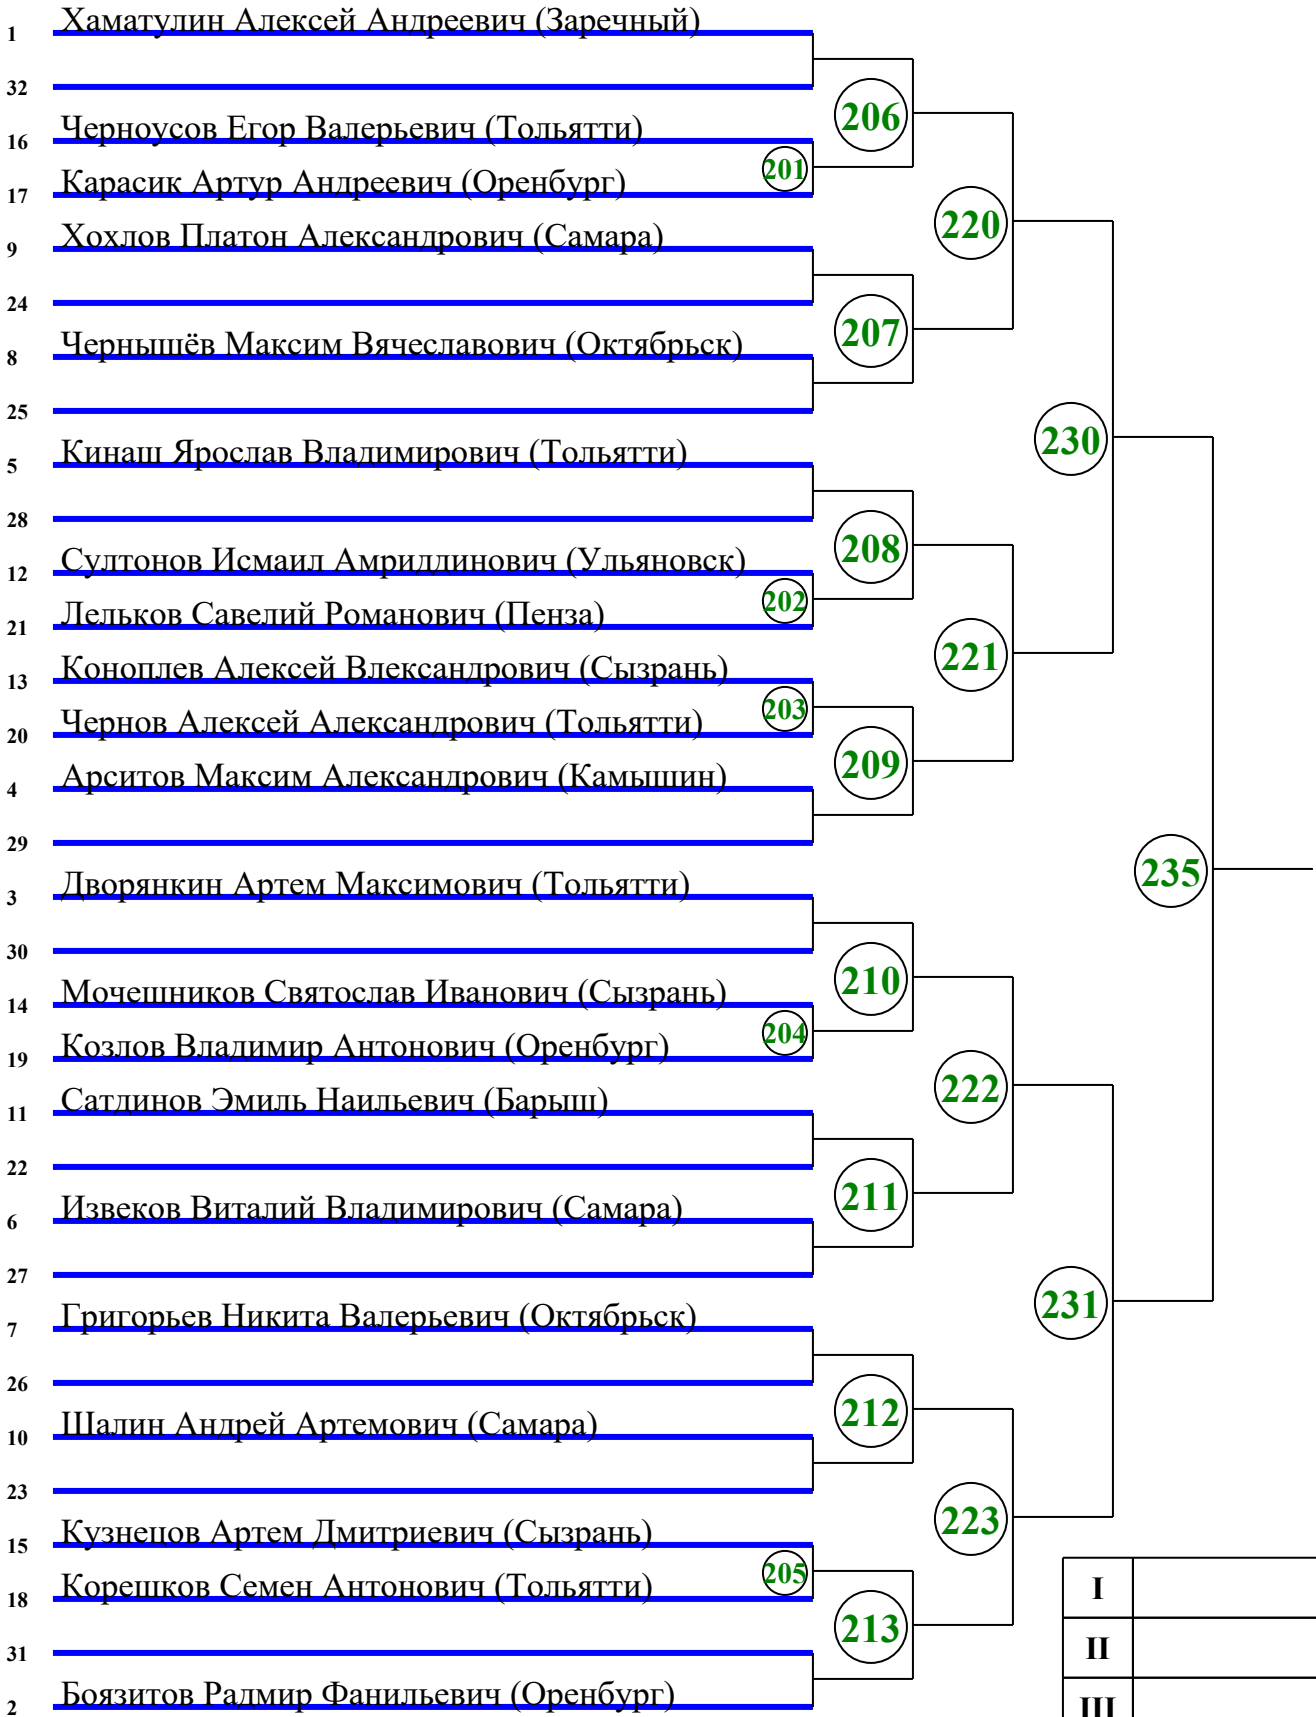 1 Хаматулин Алексей Андреевич (Заречный)
32
206
16 Черноусов Егор Валерьевич (Тольятти)
201
17 Карасик Артур Андреевич (Оренбург)
220
9 Хохлов Платон Александрович (Самара)
24
207
8 Чернышёв Максим Вячеславович (Октябрьск)
25
230
5 Кинаш Ярослав Владимирович (Тольятти)
28
208
12 Султонов Исмаил Амриддинович (Ульяновск)
202
21 Лельков Савелий Романович (Пенза)
221
13 Коноплев Алексей Влександрович (Сызрань)
203
20 Чернов Алексей Александрович (Тольятти)
209
4 Арситов Максим Александрович (Камышин)
29
235
3 Дворянкин Артем Максимович (Тольятти)
30
210
14 Мочешников Святослав Иванович (Сызрань)
204
19 Козлов Владимир Антонович (Оренбург)
222
11 Сатдинов Эмиль Наильевич (Барыш)
22
211
6 Извеков Виталий Владимирович (Самара)
27
231
7 Григорьев Никита Валерьевич (Октябрьск)
26
212
10 Шалин Андрей Артемович (Самара)
23
223
15 Кузнецов Артем Дмитриевич (Сызрань)
205
18 Корешков Семен Антонович (Тольятти)
I
213
31
II
2 Боязитов Радмир Фанильевич (Оренбург)
III